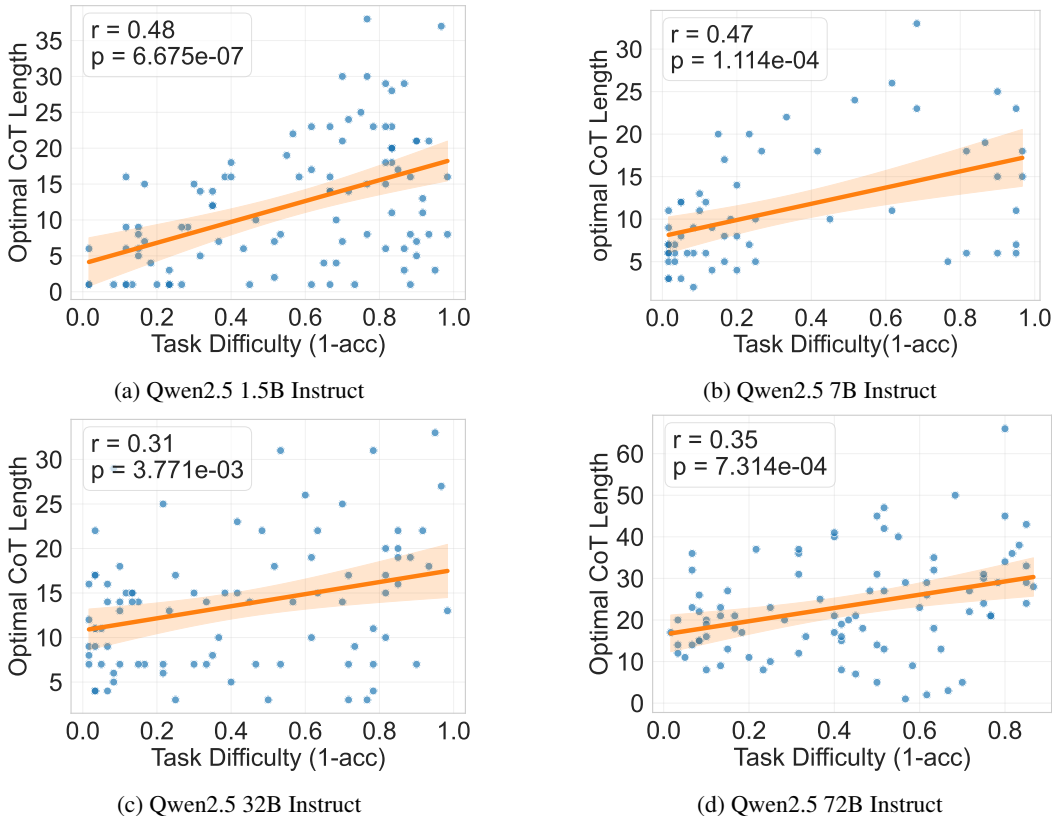 r = 0.48
p = 6.675e-07
Optimal CoT Length
35
30
25
20
15
10
5
0
0.0 0.2 0.4 0.6 0.8 1.0
Task Difficulty (1-acc)
(a) Qwen2.5 1.5B Instruct
r = 0.47
p = 1.114e-04
optimal CoT Length
30
25
20
15
10
5
0.0 0.2 0.4 0.6 0.8 1.0
Task Difficulty(1-acc)
(b) Qwen2.5 7B Instruct
r = 0.31
p = 3.771e-03
Optimal CoT Length
30
25
20
15
10
5
0.0 0.2 0.4 0.6 0.8 1.0
Task Difficulty (1-acc)
(c) Qwen2.5 32B Instruct
r = 0.35
p = 7.314e-04
Optimal CoT Length
60
50
40
30
20
10
0
0.0 0.2 0.4 0.6 0.8
Task Difficulty (1-acc)
(d) Qwen2.5 72B Instruct